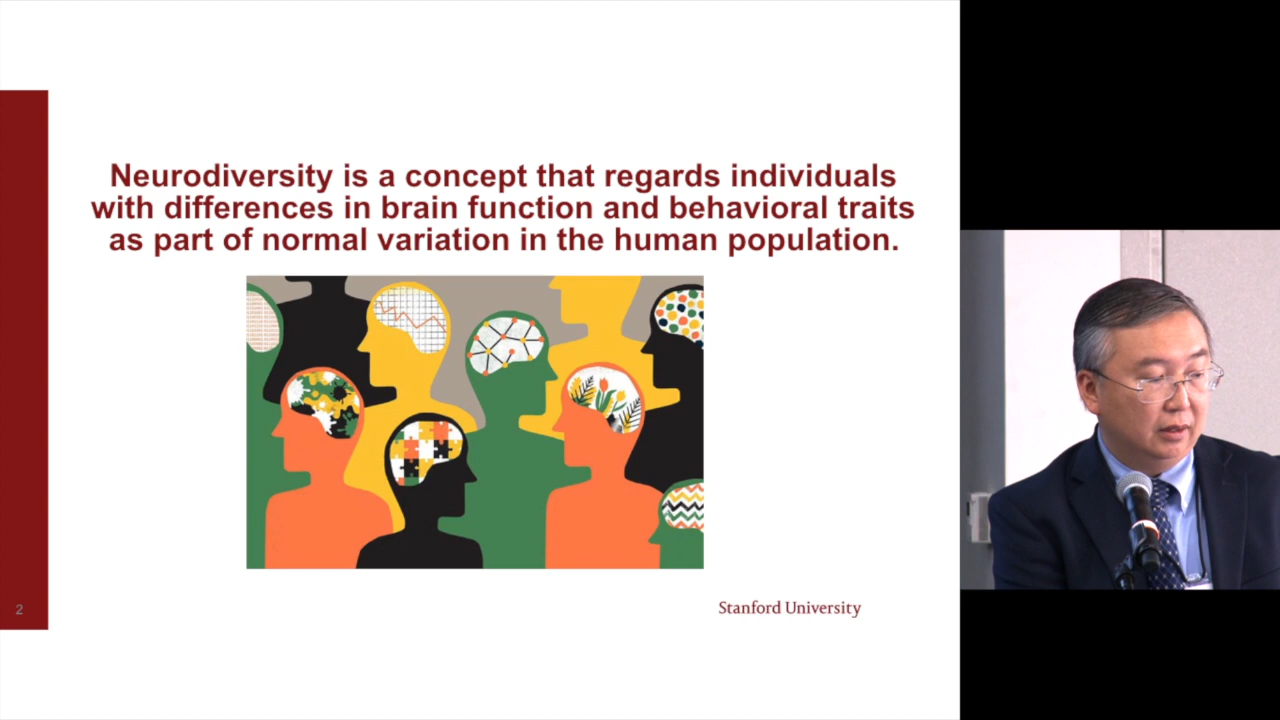 Neurodiversity is a concept that regards individuals
with differences in brain function and behavioral traits
as part of normal variation in the human population.
2
Stanford University